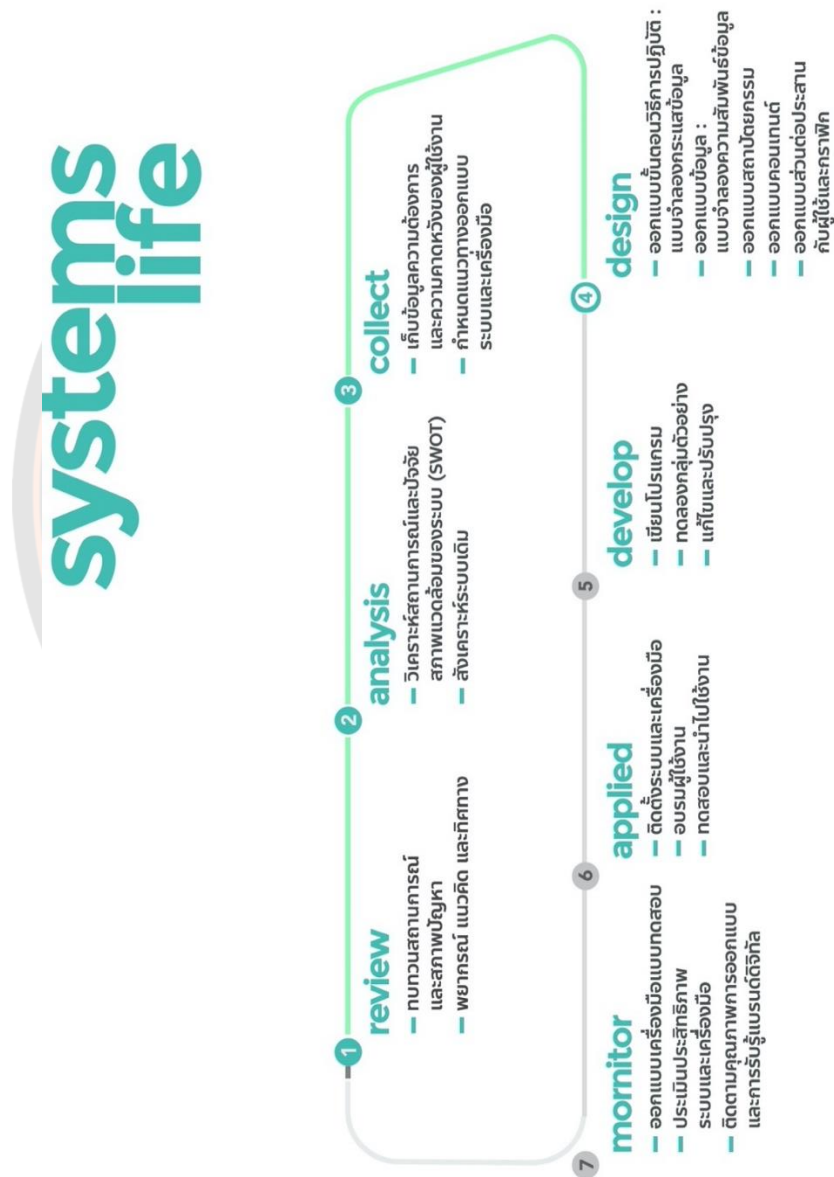 systems
life
1
review
— ทบทวนสถานการณ์
และสภาพปัญหา
— พยากรณ์ แนวคิด และทิศทาง
2
analysis
— วิเคราะห์สถานการณ์และปัจจัย
สภาพแวดล้อมของระบบ (SWOT)
— สังเคราะห์ระบบเดิม
3
collect
— เก็บข้อมูลความต้องการ
และความคาดหวังของผู้ใช้งาน
— กำหนดแนวทางออกแบบ
ระบบและเครื่องมือ
4
design
— ออกแบบขั้นตอนวิธีการปฏิบัติ :
แบบจำลองกระแสข้อมูล
— ออกแบบข้อมูล :
แบบจำลองความสัมพันธ์ข้อมูล
— ออกแบบสถาปัตยกรรม
— ออกแบบคอนเทนต์
— ออกแบบส่วนต่อประสาน
กับผู้ใช้และกราฟิก
5
develop
— เขียนโปรแกรม
— ทดลองกลุ่มตัวอย่าง
— แก้ไขและปรับปรุง
6
applied
— ติดตั้งระบบและเครื่องมือ
— อบรมผู้ใช้งาน
— ทดสอบและนำไปใช้งาน
7
mornitor
— ออกแบบเครื่องมือแบบทดสอบ
— ประเมินประสิทธิภาพ
ระบบและเครื่องมือ
— ติดตามคุณภาพการออกแบบ
และการรับรู้แบรนด์ดิจิทัล